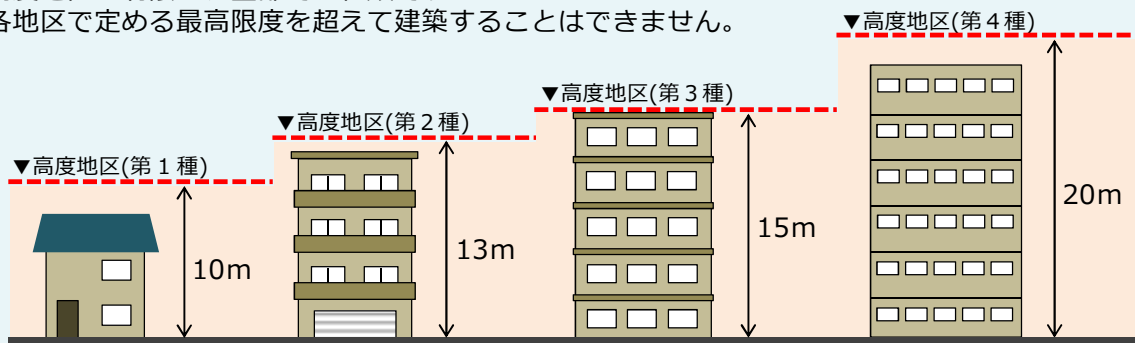 各地区で定める最高限度を超えて建築することはできません。
▼高度地区(第４種)
▼高度地区(第３種)
▼高度地区(第２種)
▼高度地区(第１種)
20m
15m
13m
10m